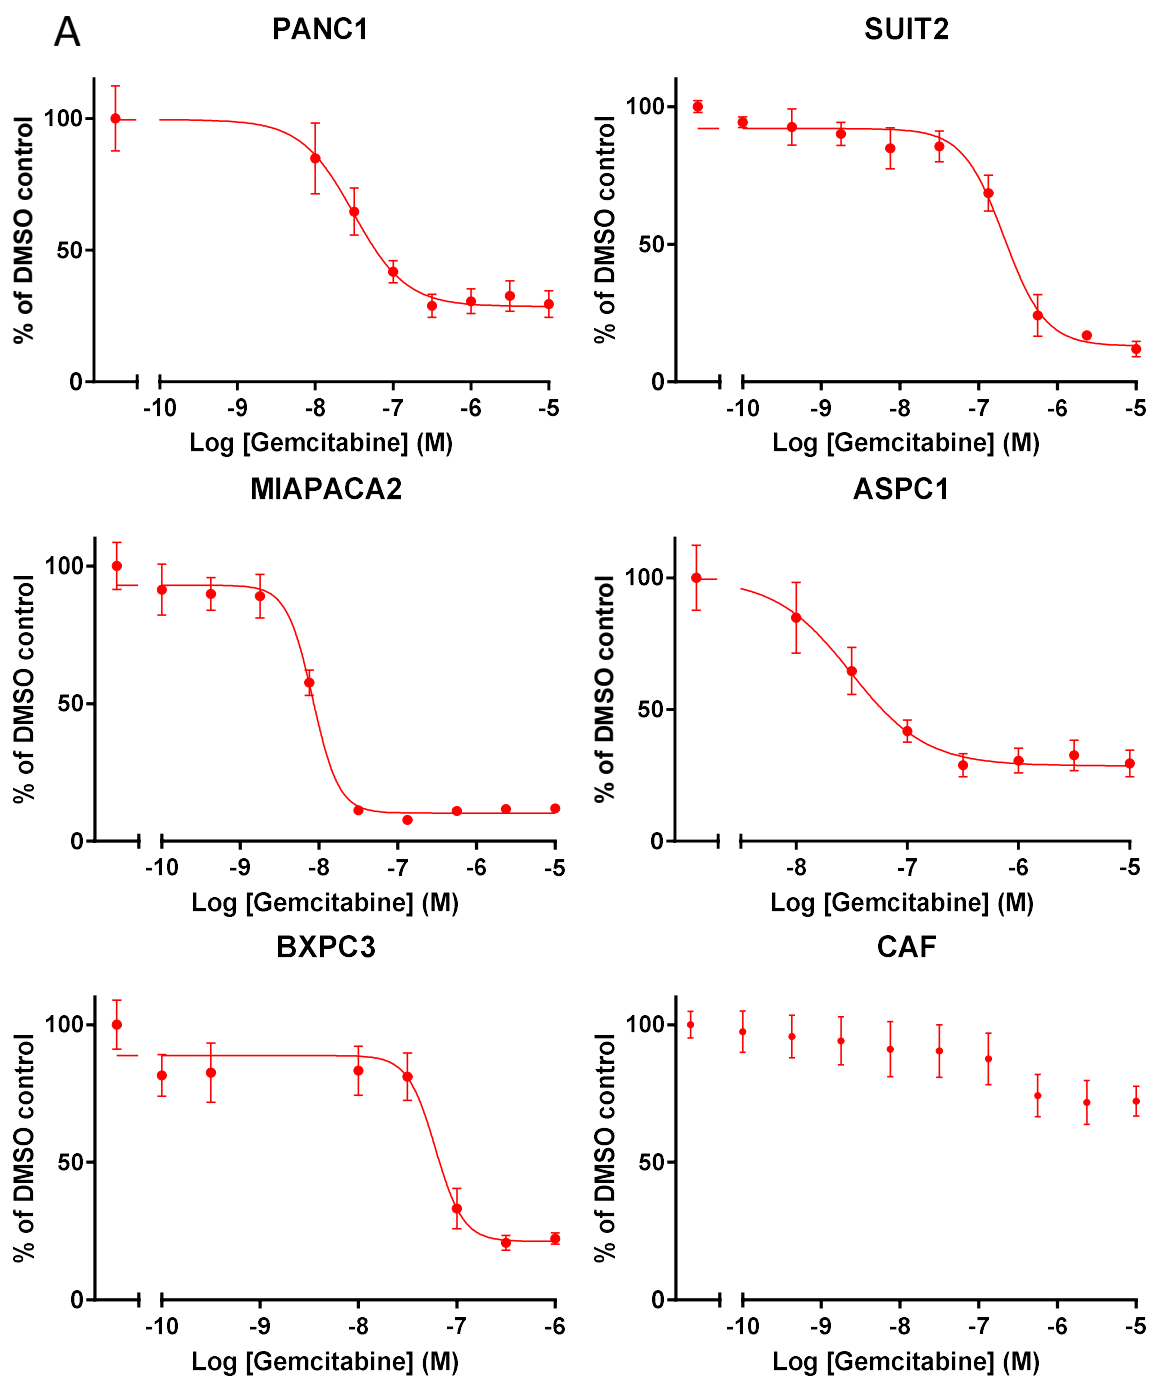 A
PANC1
SUIT2
% of DMSO control
100
50
0
-10 -9 -8 -7 -6 -5
Log [Gemcitabine] (M)
% of DMSO control
100
50
0
-10 -9 -8 -7 -6 -5
Log [Gemcitabine] (M)
MIAPACA2
ASPC1
% of DMSO control
100
50
0
-10 -9 -8 -7 -6 -5
Log [Gemcitabine] (M)
% of DMSO control
100
50
0
-8 -7 -6 -5
Log [Gemcitabine] (M)
BXPC3
CAF
% of DMSO control
100
50
0
-10 -9 -8 -7 -6
Log [Gemcitabine] (M)
% of DMSO control
100
50
0
-10 -9 -8 -7 -6 -5
Log [Gemcitabine] (M)